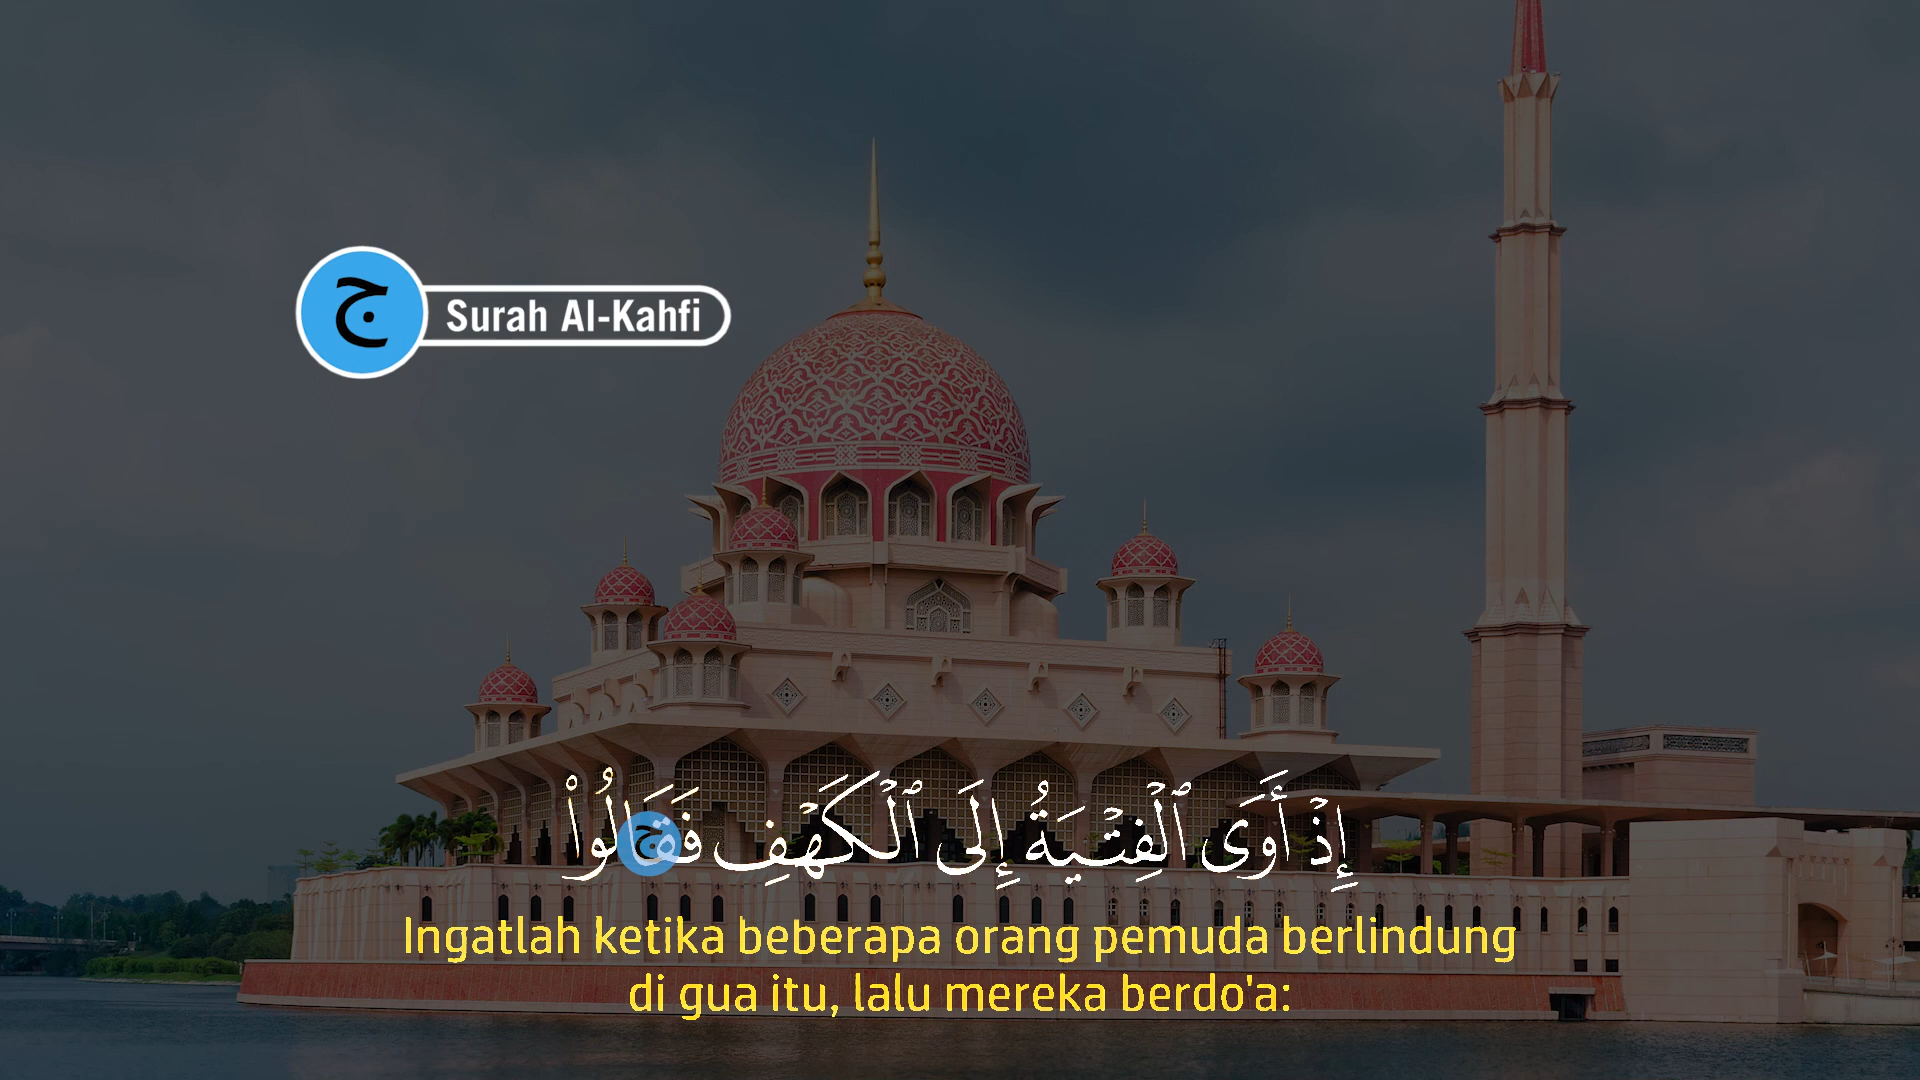 ج
Surah Al-Kahfi
إِذۡ أَوَى ٱلۡفِتۡيَةُ إِلَى ٱلۡكَهۡفِ فَقَالُواْ
ج
Ingatlah ketika beberapa orang pemuda berlindung
di gua itu, lalu mereka berdo'a: